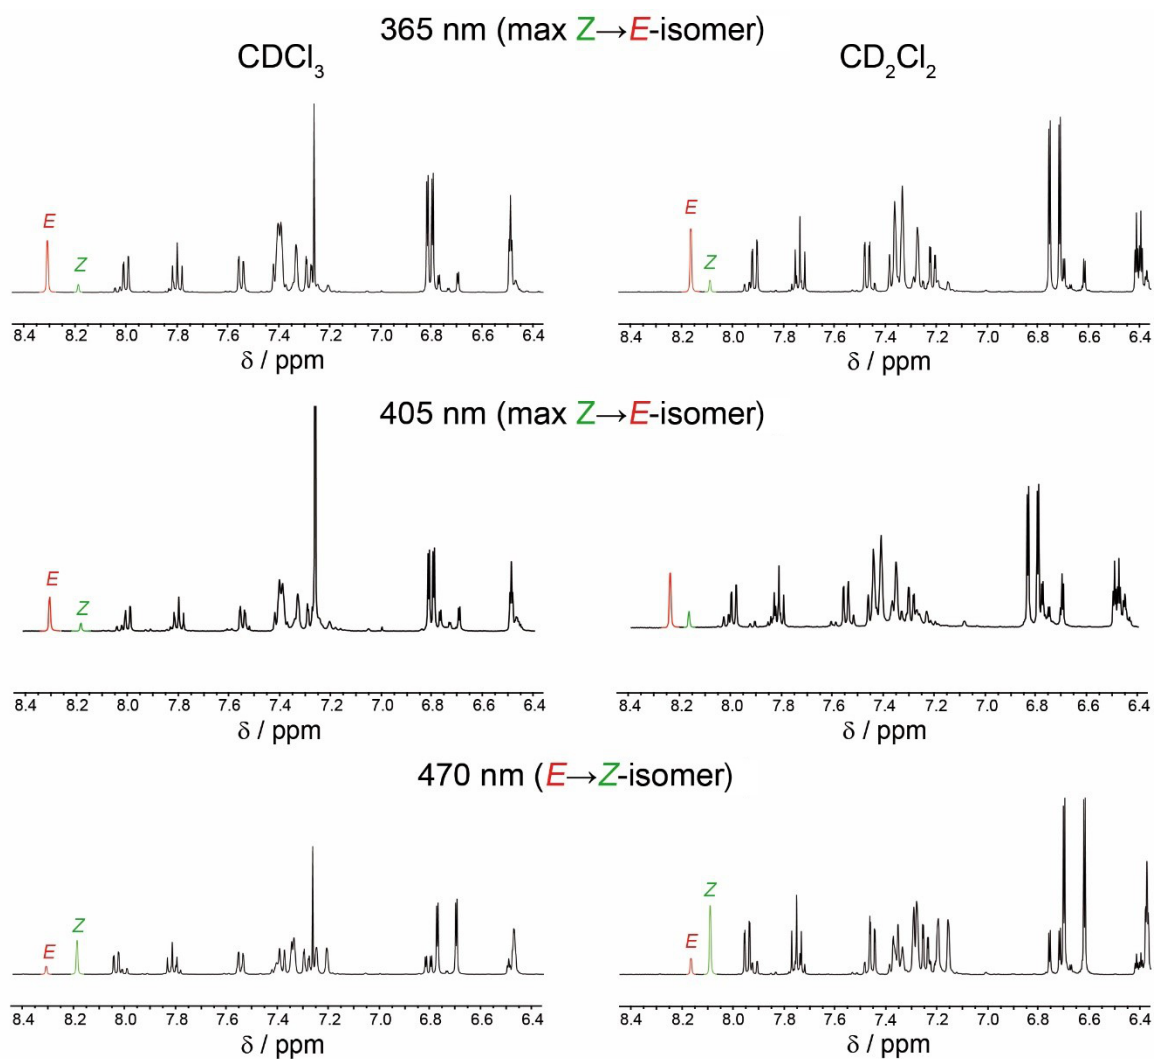 365 nm (max Z→E-isomer)
CDCl3 CD2Cl2
E Z E Z
8.4 8.2 8.0 7.8 7.6 7.4 7.2 7.0 6.8 6.6 6.4 8.4 8.2 8.0 7.8 7.6 7.4 7.2 7.0 6.8 6.6 6.4
δ / ppm δ / ppm
405 nm (max Z→E-isomer)
E Z
8.4 8.2 8.0 7.8 7.6 7.4 7.2 7.0 6.8 6.6 6.4 8.4 8.3 8.2 8.0 7.8 7.6 7.4 7.2 7.0 6.8 6.6 6.4
δ / ppm δ / ppm
470 nm (E→Z-isomer)
E Z E Z
8.4 8.2 8.0 7.8 7.6 7.4 7.2 7.0 6.8 6.6 6.4 8.4 8.2 8.0 7.8 7.6 7.4 7.2 7.0 6.8 6.6 6.4
δ / ppm δ / ppm